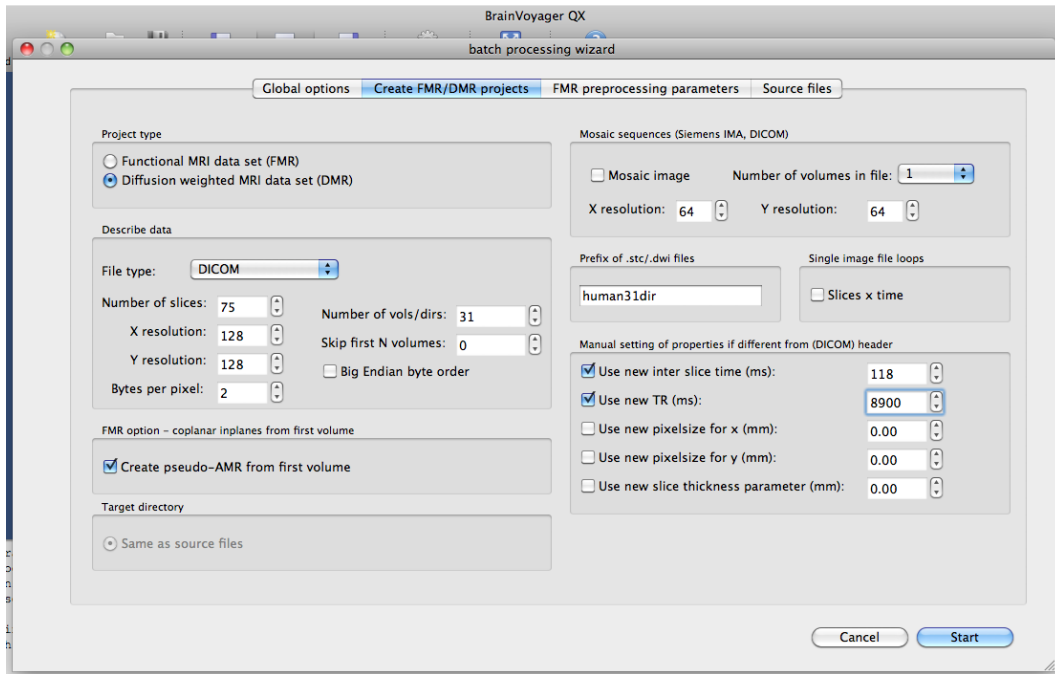 BrainVoyager QX
batch processing wizard
Global options
Create FMR/DMR projects
FMR preprocessing parameters
Source files
Project type
Functional MRI data set (FMR)
Diffusion weighted MRI data set (DMR)
Describe data
File type: DICOM
Number of slices: 75
X resolution: 128
Y resolution: 128
Bytes per pixel: 2
Number of vols/dirs: 31
Skip first N volumes: 0
Big Endian byte order
FMR option – coplanar inplanes from first volume
Create pseudo-AMR from first volume
Target directory
Same as source files
Mosaic sequences (Siemens IMA, DICOM)
Mosaic image
Number of volumes in file: 1
X resolution: 64
Y resolution: 64
Prefix of .stc/.dwi files
human31dir
Single image file loops
Slices x time
Manual setting of properties if different from (DICOM) header
Use new inter slice time (ms): 118
Use new TR (ms): 8900
Use new pixelsize for x (mm): 0.00
Use new pixelsize for y (mm): 0.00
Use new slice thickness parameter (mm): 0.00
Cancel
Start